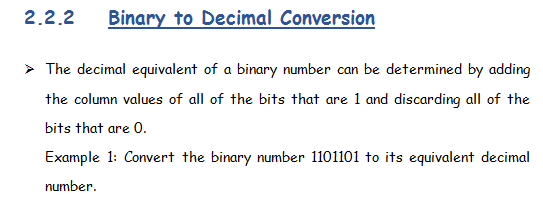 2.2.2 Binary to Decimal Conversion
➢ The decimal equivalent of a binary number can be determined by adding
the column values of all of the bits that are 1 and discarding all of the
bits that are 0.
Example 1: Convert the binary number 1101101 to its equivalent decimal
number.